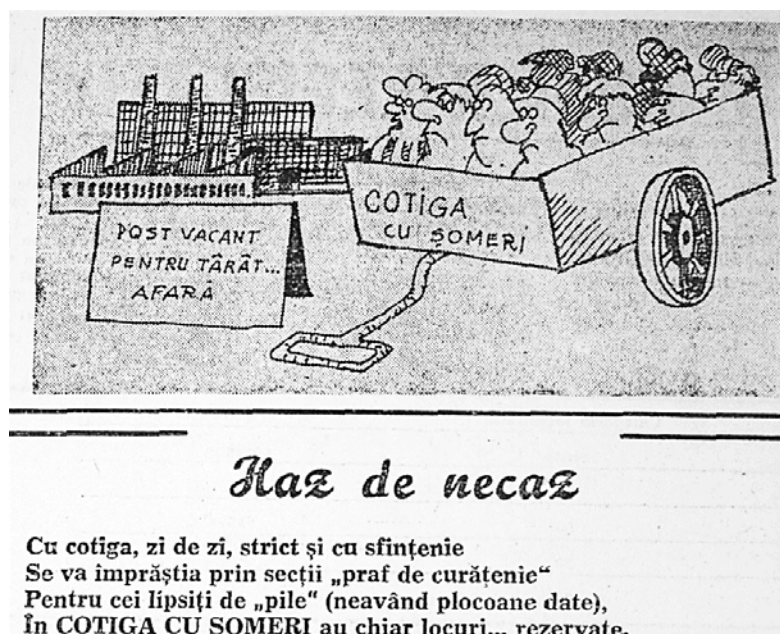 COTIGA
CU ȘOMERI
POST VACANT
PENTRU TÂRÂT...
AFARĂ
Haz de necaz
Cu cotiga, zi de zi, strict și cu sfințenie
Se va împrăștia prin secții „praf de curățenie“
Pentru cei lipsiți de „pile“ (neavând plocoane date),
În COTIGA CU ȘOMERI au chiar locuri... rezervate.